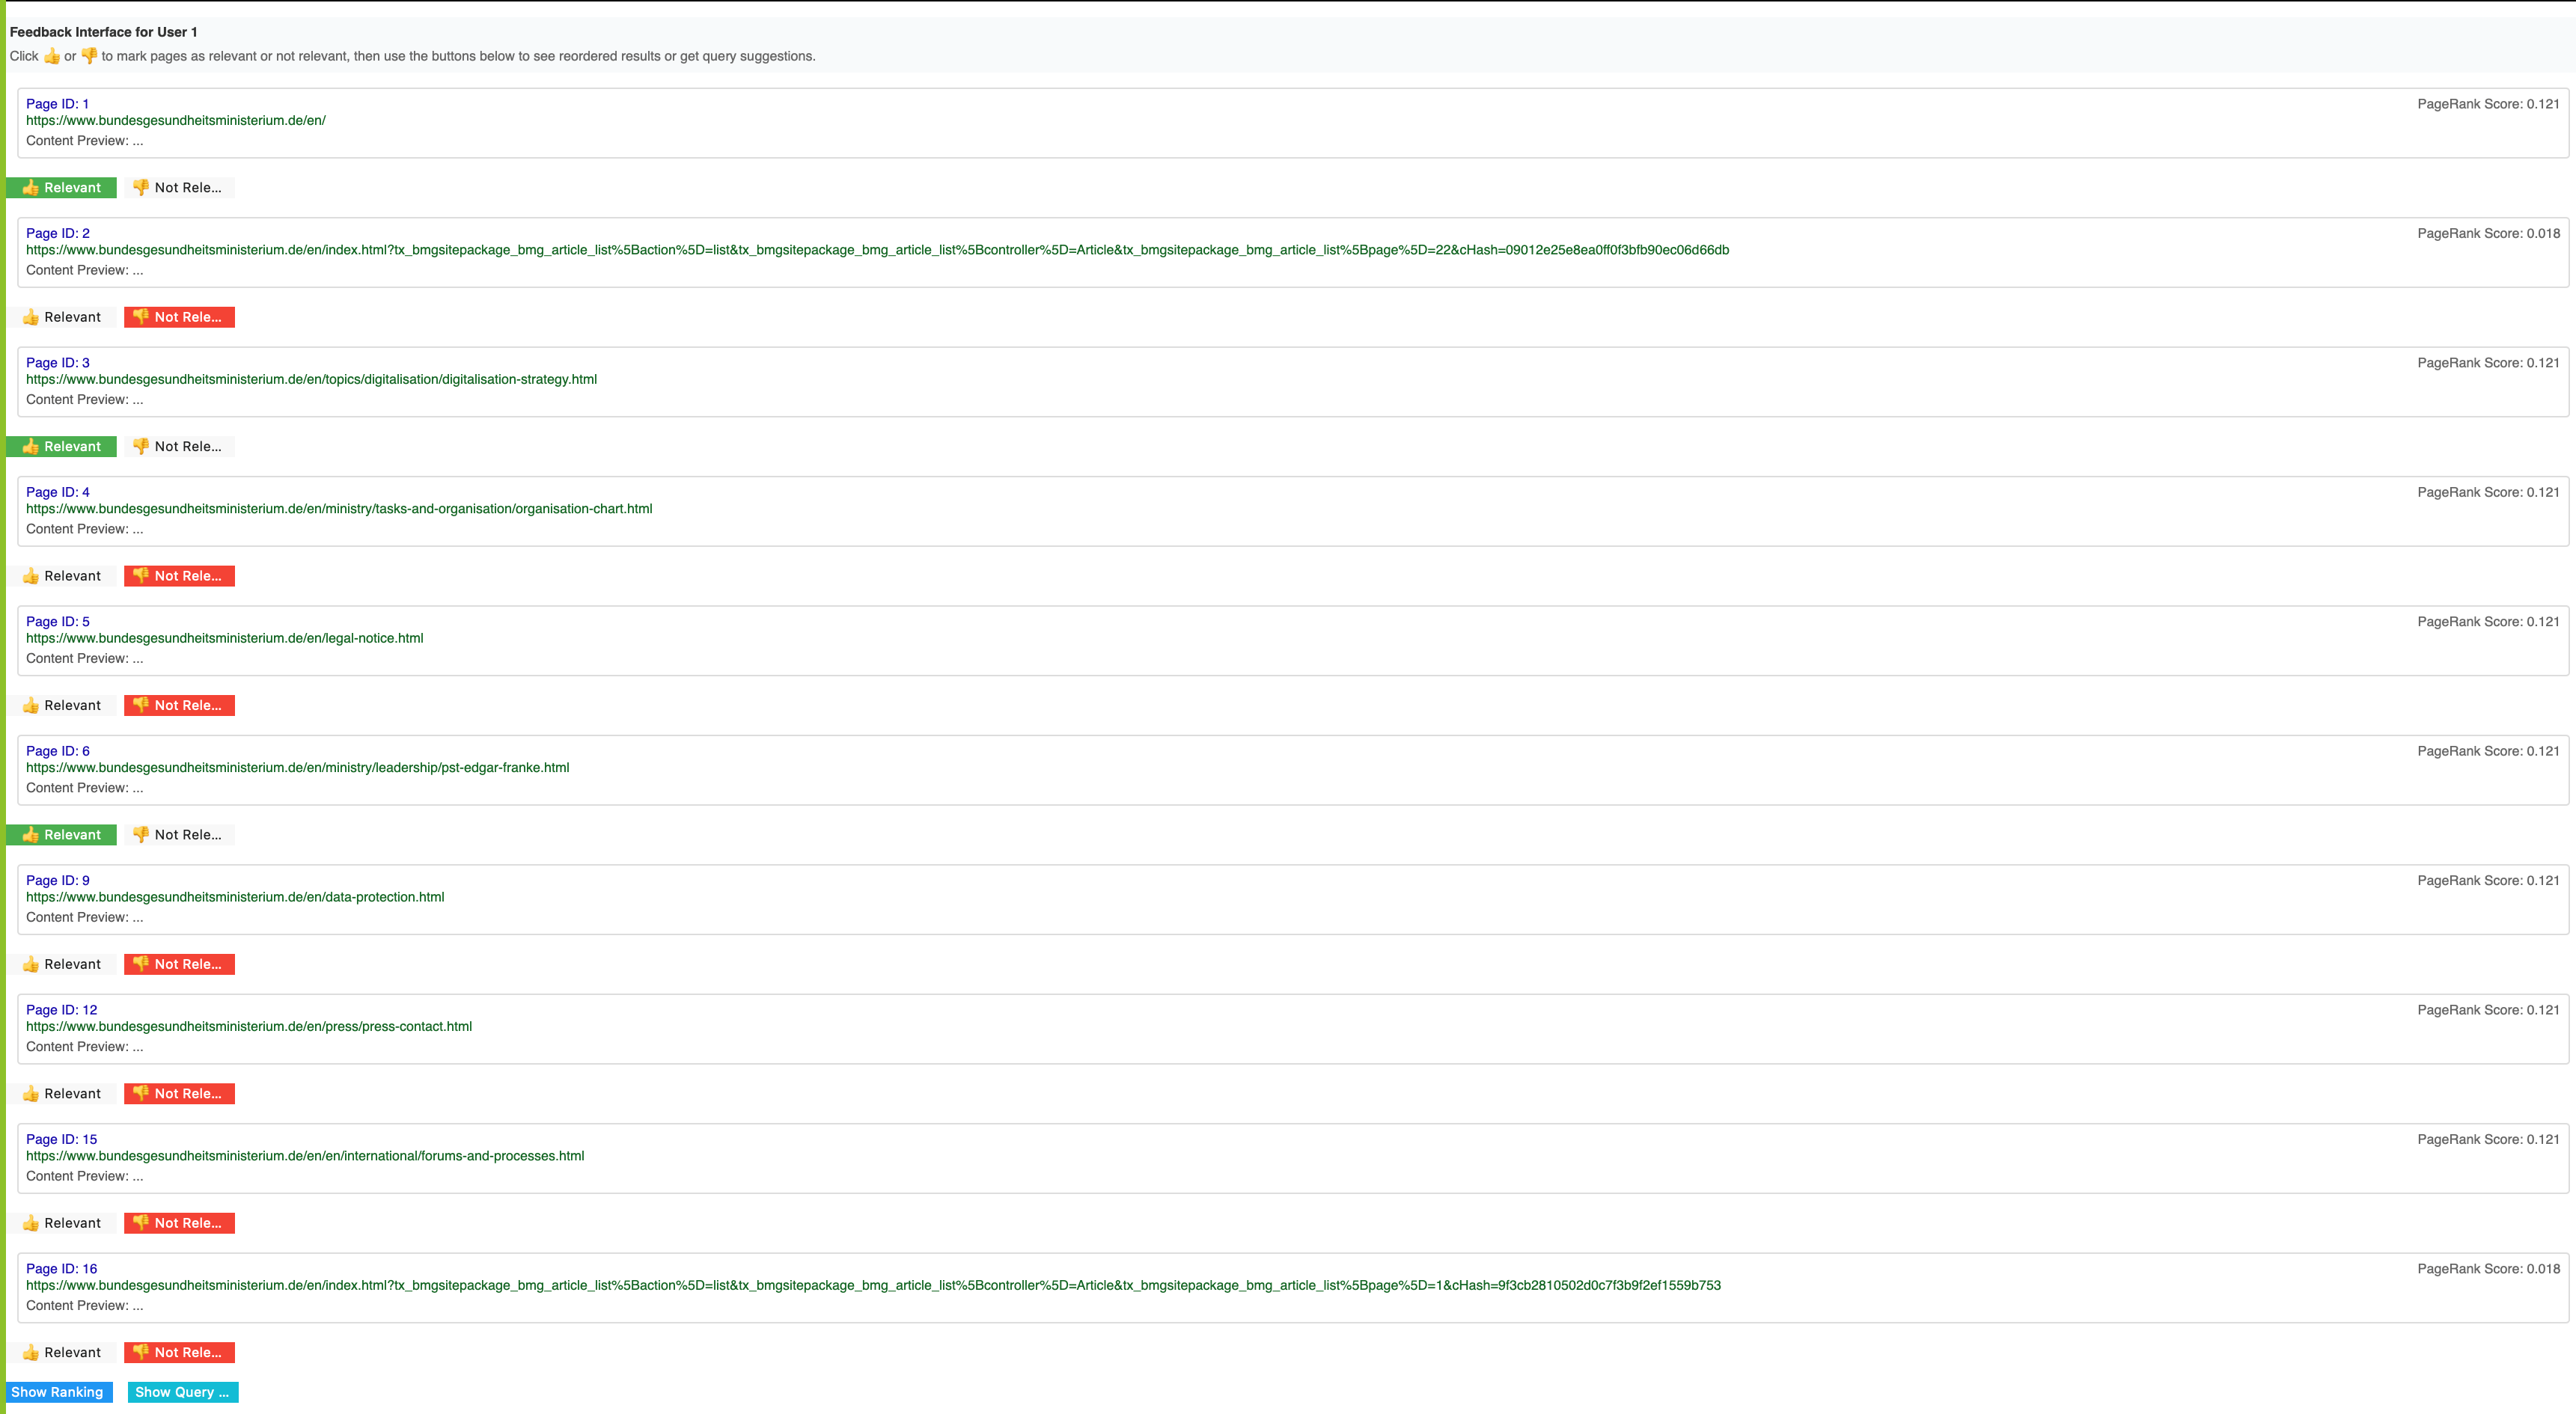 Feedback Interface for User 1
Click 👍 or 👎 to mark pages as relevant or not relevant, then use the buttons below to see reordered results or get query suggestions.
Page ID: 1
PageRank Score: 0.121
https://www.bundesgesundheitsministerium.de/en/
Content Preview: ...
👍 Relevant 👎 Not Rele...
Page ID: 2
PageRank Score: 0.018
https://www.bundesgesundheitsministerium.de/en/index.html?tx_bmgsitepackage_bmg_article_list%5Baction%5D=list&tx_bmgsitepackage_bmg_article_list%5Bcontroller%5D=Article&tx_bmgsitepackage_bmg_article_list%5Bpage%5D=22&cHash=09012e25e8ea0ff0f3bfb90ec06d66db
Content Preview: ...
👍 Relevant 👎 Not Rele...
Page ID: 3
PageRank Score: 0.121
https://www.bundesgesundheitsministerium.de/en/topics/digitalisation/digitalisation-strategy.html
Content Preview: ...
👍 Relevant 👎 Not Rele...
Page ID: 4
PageRank Score: 0.121
https://www.bundesgesundheitsministerium.de/en/ministry/tasks-and-organisation/organisation-chart.html
Content Preview: ...
👍 Relevant 👎 Not Rele...
Page ID: 5
PageRank Score: 0.121
https://www.bundesgesundheitsministerium.de/en/legal-notice.html
Content Preview: ...
👍 Relevant 👎 Not Rele...
Page ID: 6
PageRank Score: 0.121
https://www.bundesgesundheitsministerium.de/en/ministry/leadership/pst-edgar-franke.html
Content Preview: ...
👍 Relevant 👎 Not Rele...
Page ID: 9
PageRank Score: 0.121
https://www.bundesgesundheitsministerium.de/en/data-protection.html
Content Preview: ...
👍 Relevant 👎 Not Rele...
Page ID: 12
PageRank Score: 0.121
https://www.bundesgesundheitsministerium.de/en/press/press-contact.html
Content Preview: ...
👍 Relevant 👎 Not Rele...
Page ID: 15
PageRank Score: 0.121
https://www.bundesgesundheitsministerium.de/en/en/international/forums-and-processes.html
Content Preview: ...
👍 Relevant 👎 Not Rele...
Page ID: 16
PageRank Score: 0.018
https://www.bundesgesundheitsministerium.de/en/index.html?tx_bmgsitepackage_bmg_article_list%5Baction%5D=list&tx_bmgsitepackage_bmg_article_list%5Bcontroller%5D=Article&tx_bmgsitepackage_bmg_article_list%5Bpage%5D=1&cHash=9f3cb2810502d0c7f3b9f2ef1559b753
Content Preview: ...
👍 Relevant 👎 Not Rele...
Show Ranking Show Query ...